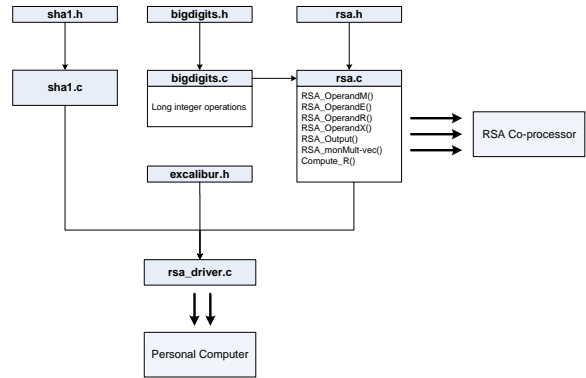 sha1.h
bigdigits.h
rsa.h
sha1.c
bigdigits.c
Long integer operations
rsa.c
RSA_OperandM()
RSA_OperandE()
RSA_OperandR()
RSA_OperandX()
RSA_Output()
RSA_monMult-vec()
Compute_R()
RSA Co-processor
excalibur.h
rsa_driver.c
Personal Computer